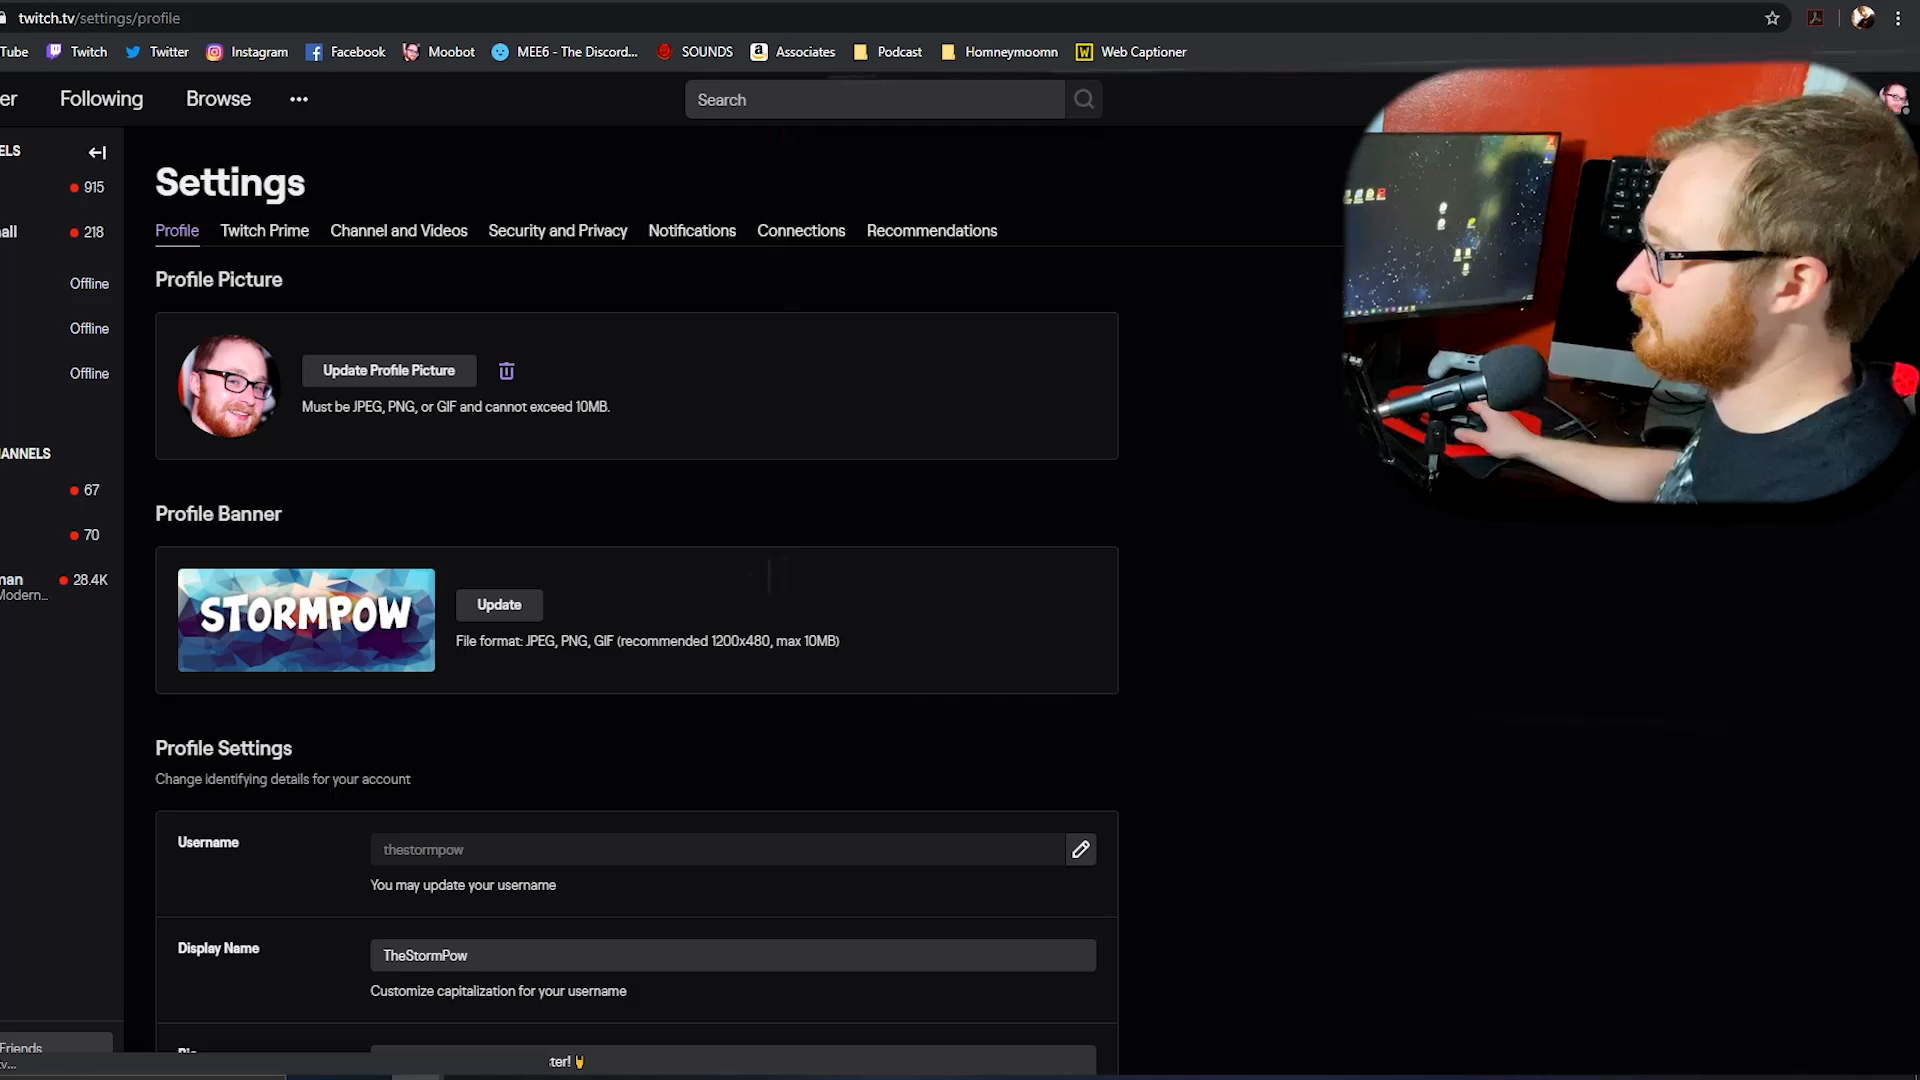 twitch.tv/settings/profile
Tube Twitch Twitter Instagram Facebook Moobot MEE6 - The Discord... SOUNDS Associates Podcast Homneymoomn Web Captioner
er Following Browse
Search
ELS
915
all 218
Offline
Offline
Offline
ANNELS
67
70
man 28.4K
Modern...
Friends
tv...
Settings
Profile Twitch Prime Channel and Videos Security and Privacy Notifications Connections Recommendations
Profile Picture
Update Profile Picture
Must be JPEG, PNG, or GIF and cannot exceed 10MB.
Profile Banner
STORMPOW
Update
File format: JPEG, PNG, GIF (recommended 1200x480, max 10MB)
Profile Settings
Change identifying details for your account
Username
thestormpow
You may update your username
Display Name
TheStormPow
Customize capitalization for your username
ter! 🤘